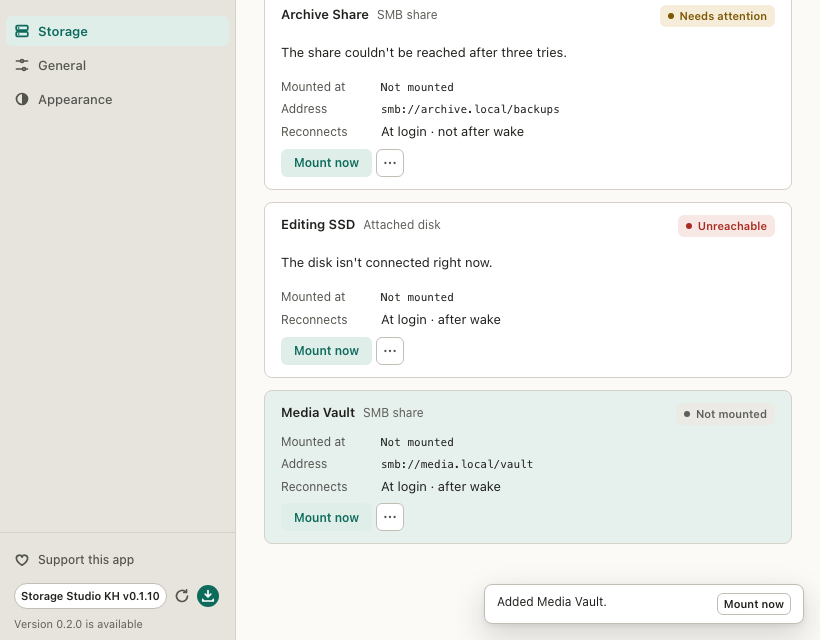 Storage
General
Appearance
Support this app
Storage Studio KH v0.1.10
Version 0.2.0 is available
Archive Share SMB share Needs attention
The share couldn't be reached after three tries.
Mounted at Not mounted
Address smb://archive.local/backups
Reconnects At login · not after wake
Mount now ···
Editing SSD Attached disk Unreachable
The disk isn't connected right now.
Mounted at Not mounted
Reconnects At login · after wake
Mount now ···
Media Vault SMB share Not mounted
Mounted at Not mounted
Address smb://media.local/vault
Reconnects At login · after wake
Mount now ···
Added Media Vault. Mount now